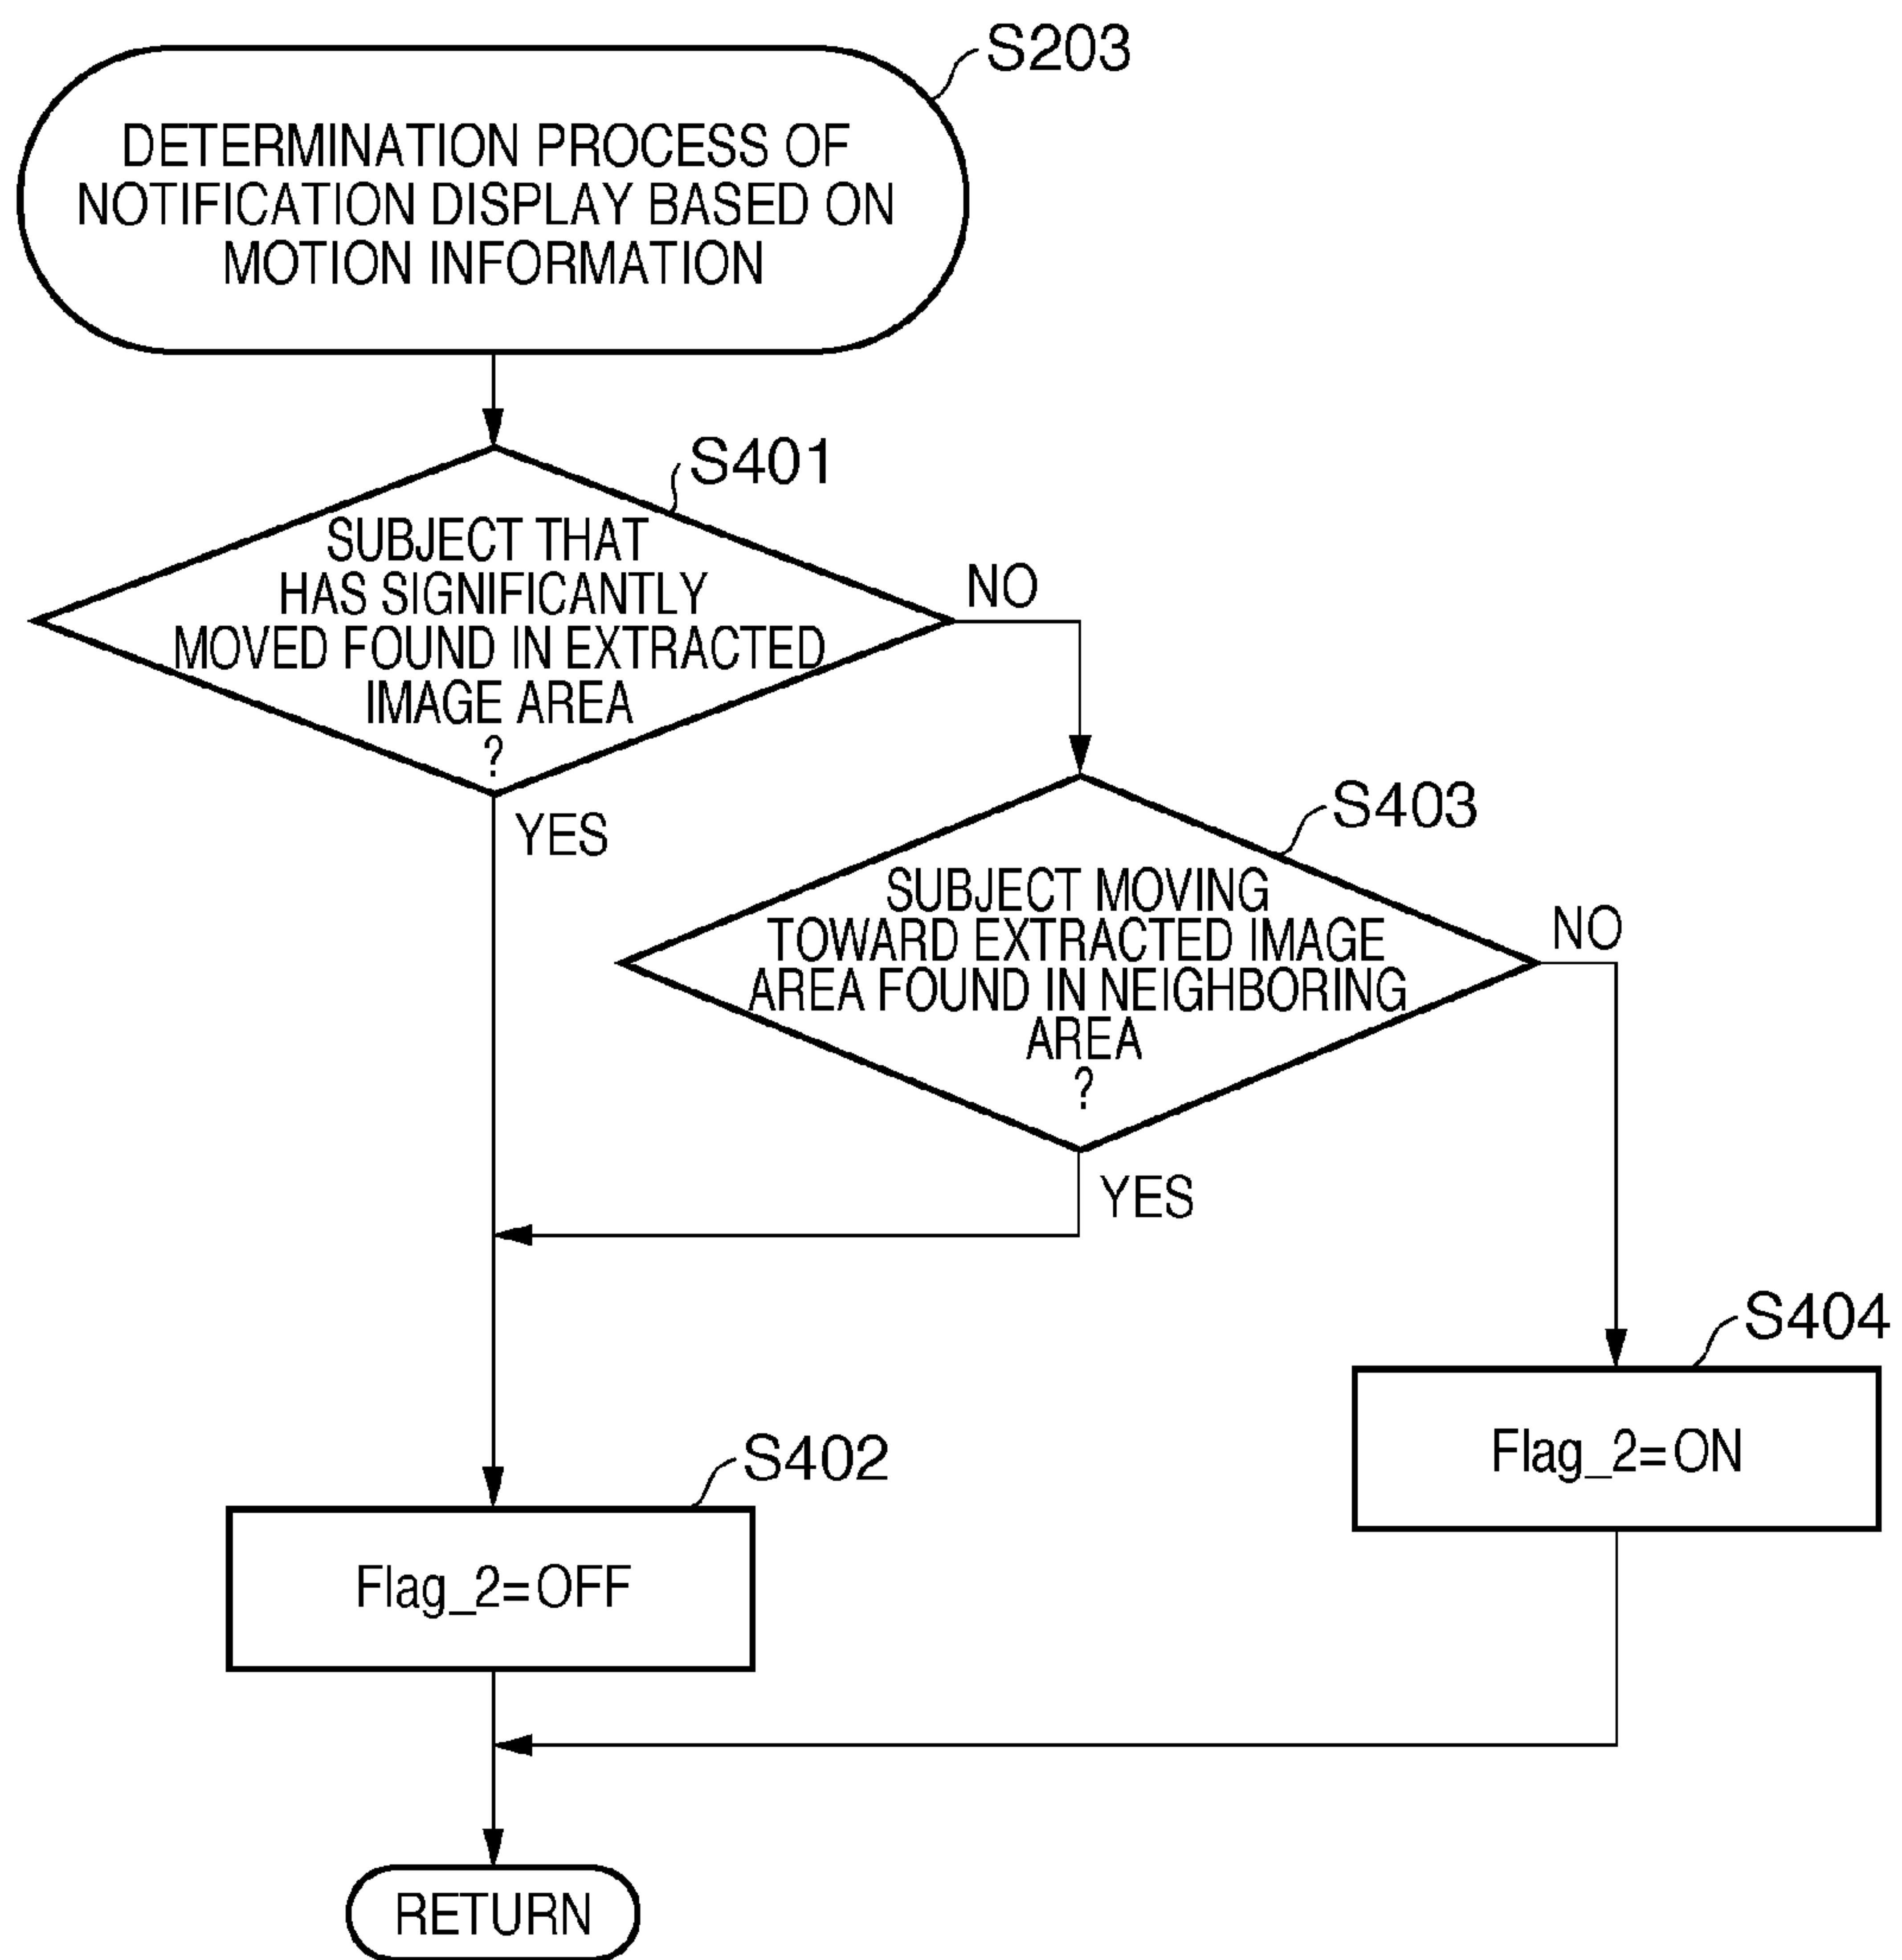 S203
DETERMINATION PROCESS OF
NOTIFICATION DISPLAY BASED ON
MOTION INFORMATION
S401
SUBJECT THAT
HAS SIGNIFICANTLY
MOVED FOUND IN EXTRACTED
IMAGE AREA
?
NO
YES
S403
SUBJECT MOVING
TOWARD EXTRACTED IMAGE
AREA FOUND IN NEIGHBORING
AREA
?
NO
YES
S404
Flag_2=ON
S402
Flag_2=OFF
RETURN